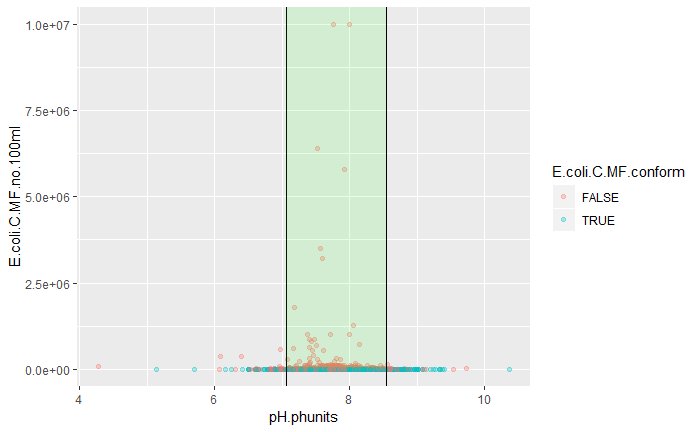 1.0e+07
7.5e+06
5.0e+06
2.5e+06
0.0e+00
E.coli.C.MF.no.100ml
4
6
8
10
pH.phunits
E.coli.C.MF.conform
FALSE
TRUE